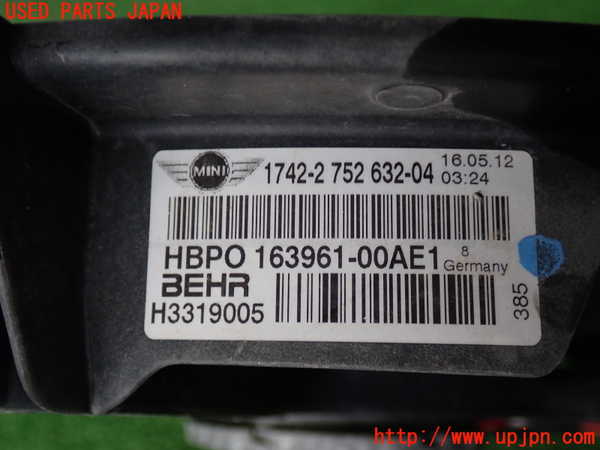 USED PARTS JAPAN
MINI
1742-2 752 632-04
16.05.12
03:24
HBPO 163961-00AE1
8
Germany
BEHR
H3319005
385
http://www.upjpn.com/